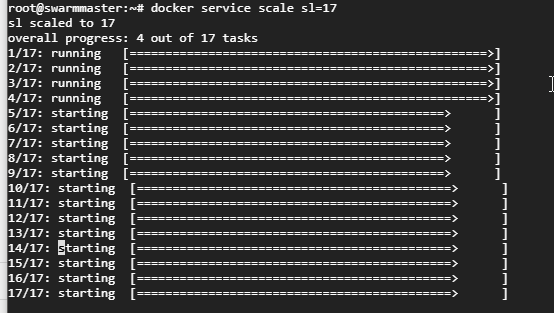 root@swarmmaster:~# docker service scale sl=17
sl scaled to 17
overall progress: 4 out of 17 tasks
1/17: running   [==================================================>]
2/17: running   [==================================================>]
3/17: running   [==================================================>]
4/17: running   [==================================================>]
5/17: starting  [============================================>      ]
6/17: starting  [============================================>      ]
7/17: starting  [============================================>      ]
8/17: starting  [============================================>      ]
9/17: starting  [============================================>      ]
10/17: starting  [============================================>      ]
11/17: starting  [============================================>      ]
12/17: starting  [============================================>      ]
13/17: starting  [============================================>      ]
14/17: starting  [============================================>      ]
15/17: starting  [============================================>      ]
16/17: starting  [============================================>      ]
17/17: starting  [============================================>      ]